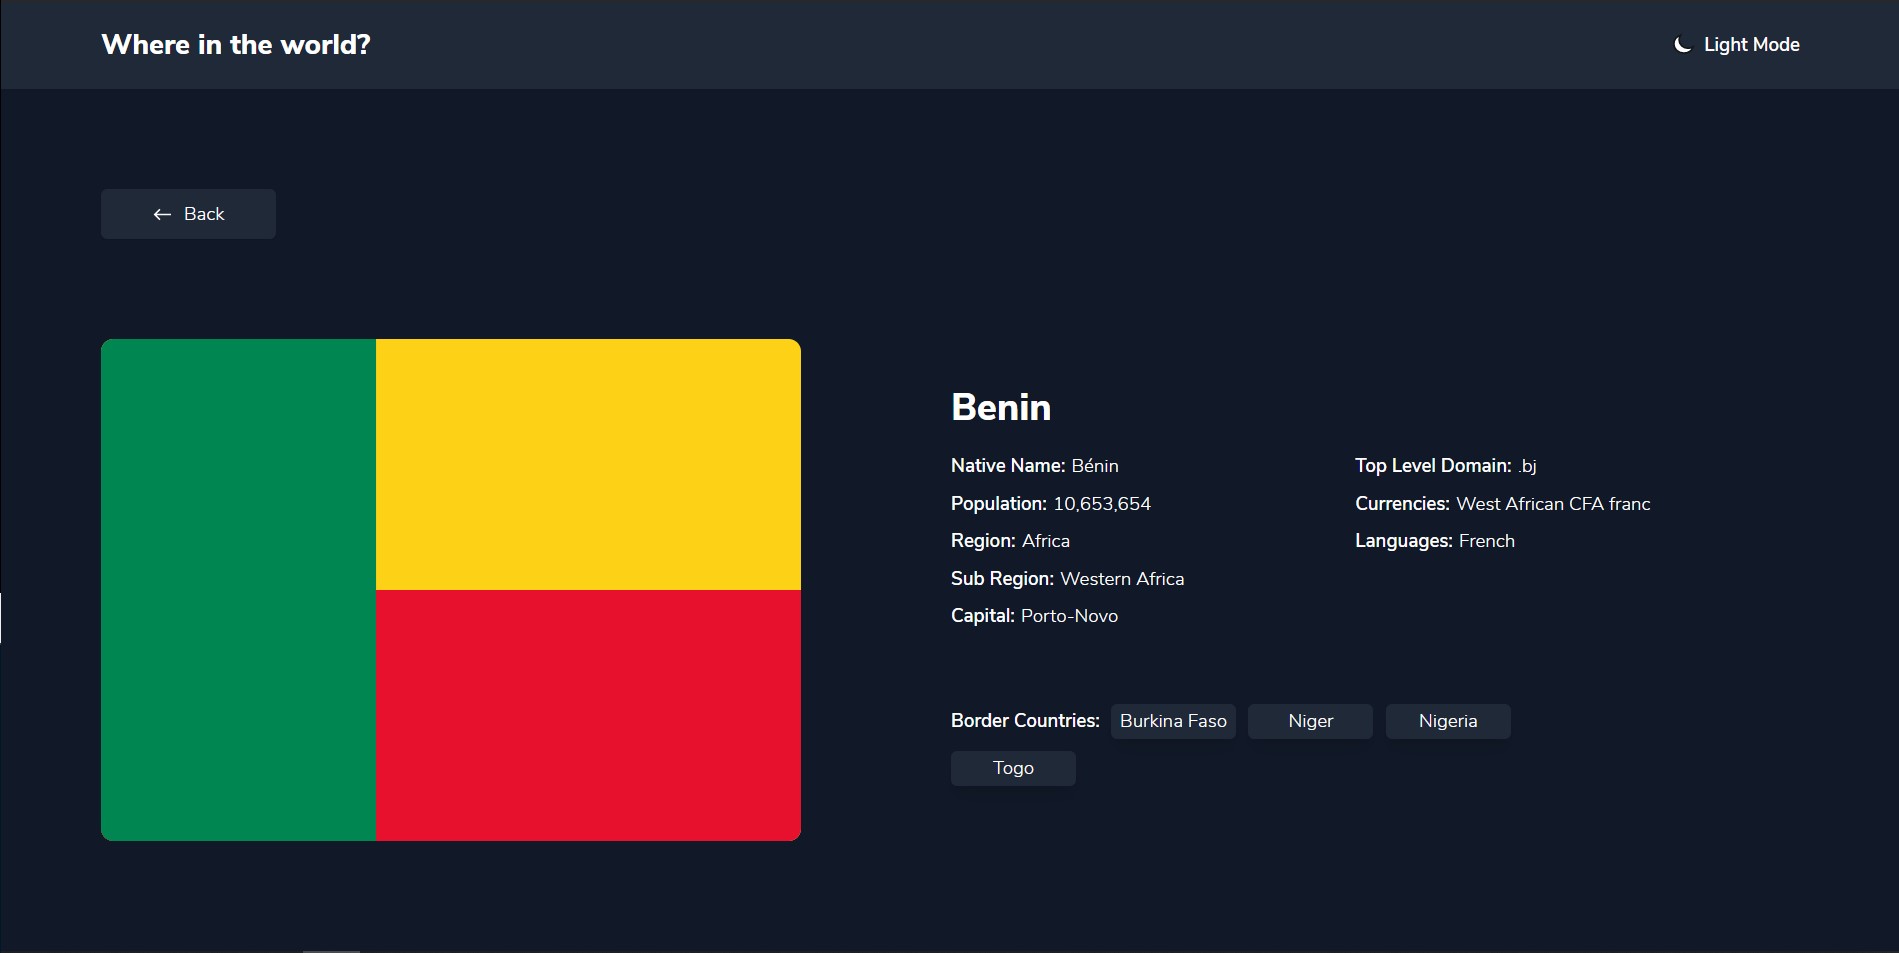 Where in the world?
Light Mode
← Back
Benin
Native Name: Bénin
Population: 10,653,654
Region: Africa
Sub Region: Western Africa
Capital: Porto-Novo
Top Level Domain: .bj
Currencies: West African CFA franc
Languages: French
Border Countries: Burkina Faso Niger Nigeria
Togo